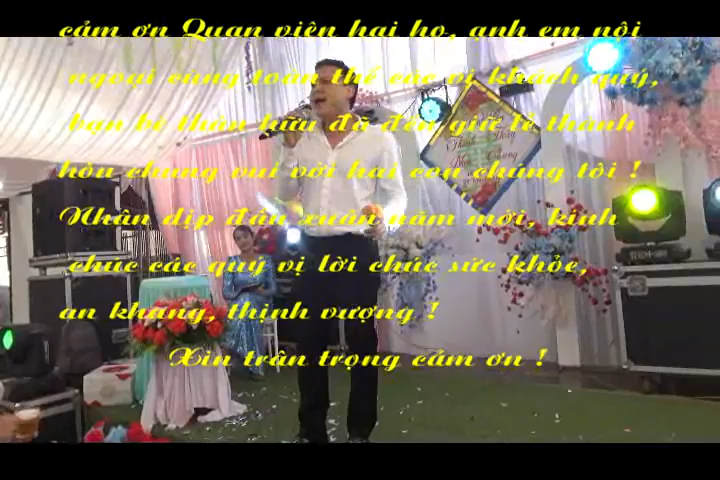 cảm ơn Quan viên hai họ, anh em nội
ngoại cùng toàn thể các vị khách quý,
bạn bè thân hữu đã đến giữ lễ thành
hôn chung vui với hai con chúng tôi !
Nhân dịp đầu xuân năm mới, kính
chúc các quý vị lời chúc sức khỏe,
an khang, thịnh vượng !
Xin trân trọng cảm ơn !